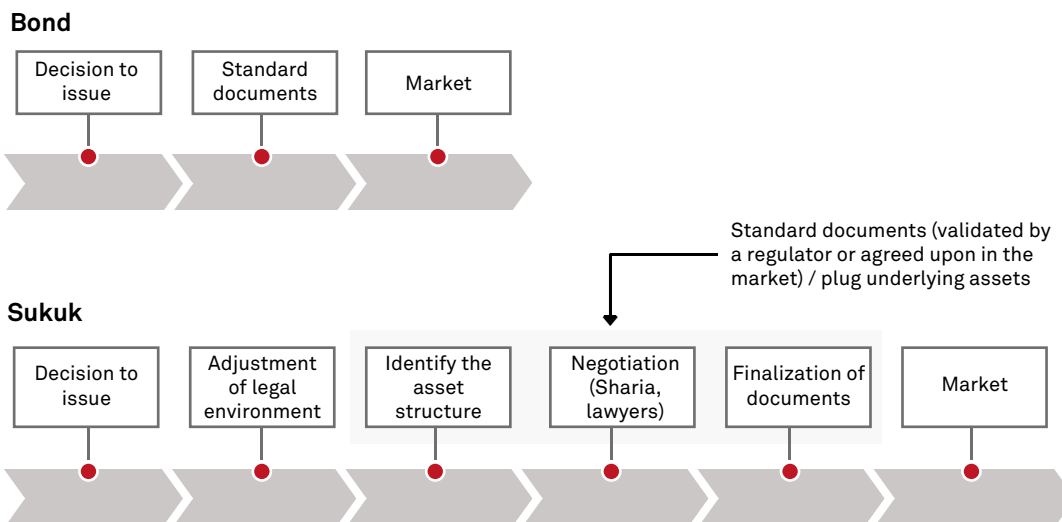 Bond
Decision to
issue
Standard
documents
Market
Standard documents (validated by
a regulator or agreed upon in the
market) / plug underlying assets
Sukuk
Decision to
issue
Adjustment
of legal
environment
Identify the
asset
structure
Negotiation
(Sharia,
lawyers)
Finalization of
documents
Market